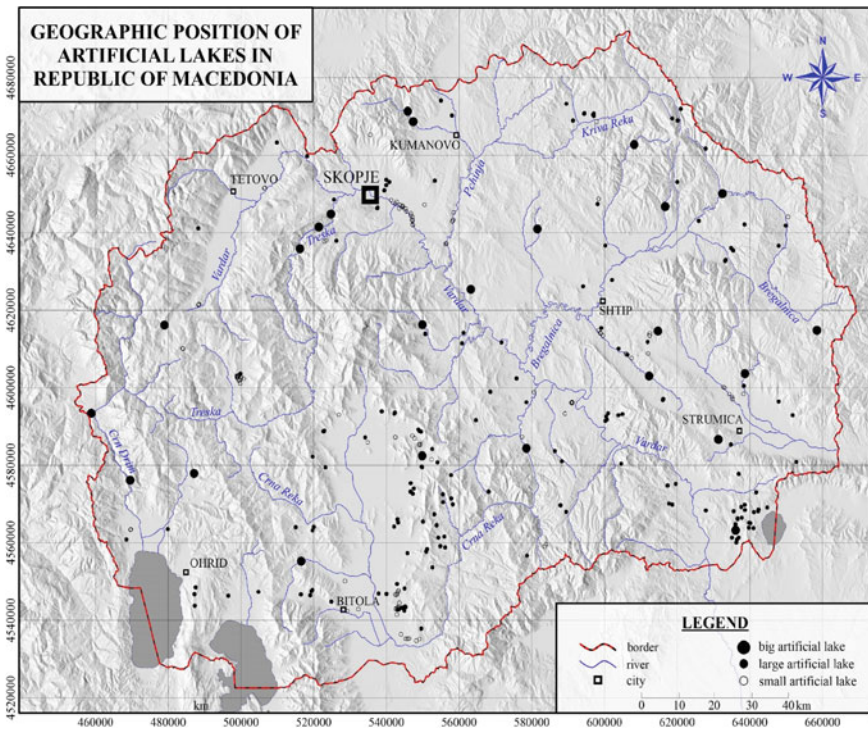 GEOGRAPHIC POSITION OF
ARTIFICIAL LAKES IN
REPUBLIC OF MACEDONIA
N
W E
S
4680000
4660000
4640000
4620000
4600000
4580000
4560000
4540000
4520000
KUMANOVO
Kriva Reka
Pchinja
TETOVO
SKOPJE
Treska
Vardar
Vardar
Bregalnica
SHTIP
Bregalnica
Treska
STRUMICA
Vardar
Crn Drim
Crna Reka
Crna Reka
OHRID
BITOLA
LEGEND
border
river
city
big artificial lake
large artificial lake
small artificial lake
km
0 10 20 30 40 km
460000 480000 500000 520000 540000 560000 580000 600000 620000 640000 660000